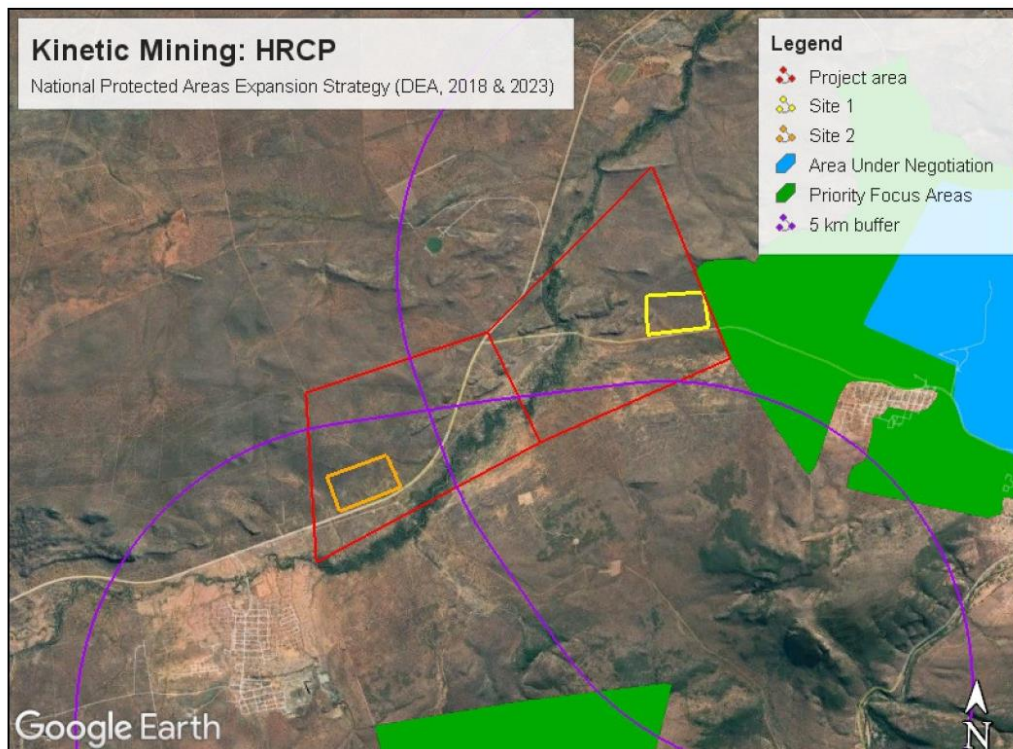 Kinetic Mining: HRCP
National Protected Areas Expansion Strategy (DEA, 2018 & 2023)
Legend
Project area
Site 1
Site 2
Area Under Negotiation
Priority Focus Areas
5 km buffer
Google Earth
N